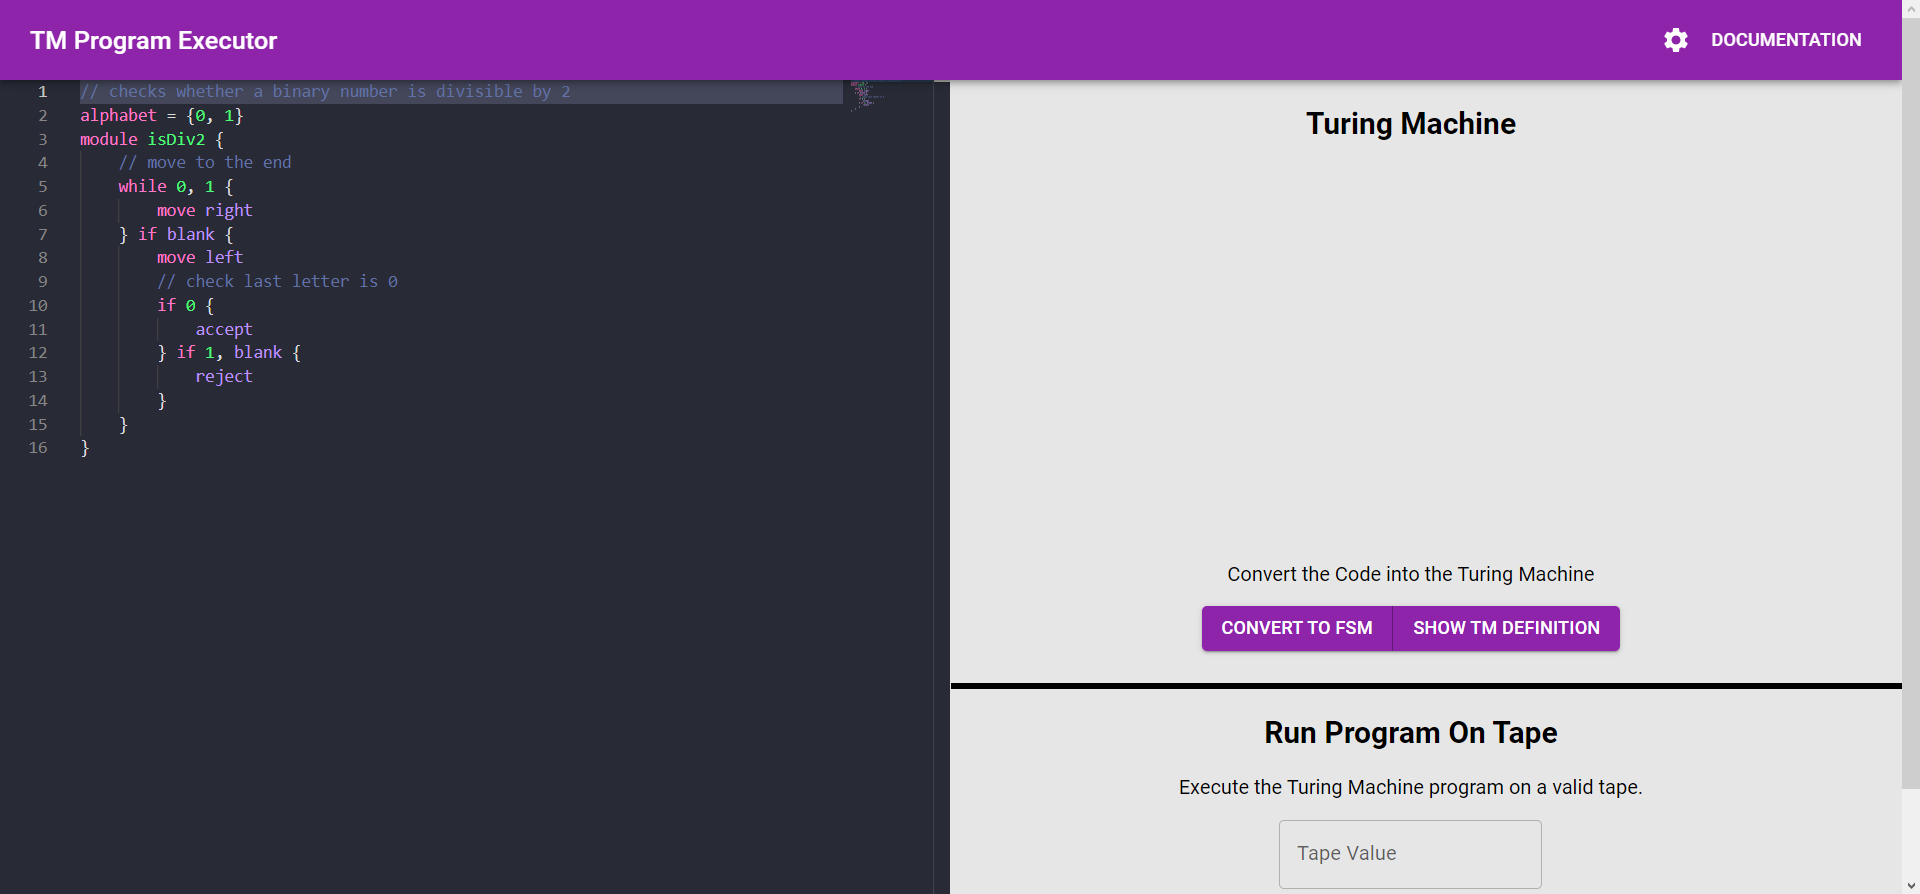 TM Program Executor
DOCUMENTATION
1 // checks whether a binary number is divisible by 2
2 alphabet = {0, 1}
3 module isDiv2 {
4 // move to the end
5 while 0, 1 {
6 move right
7 } if blank {
8 move left
9 // check last letter is 0
10 if 0 {
11 accept
12 } if 1, blank {
13 reject
14 }
15 }
16 }
Turing Machine
Convert the Code into the Turing Machine
CONVERT TO FSM SHOW TM DEFINITION
Run Program On Tape
Execute the Turing Machine program on a valid tape.
Tape Value